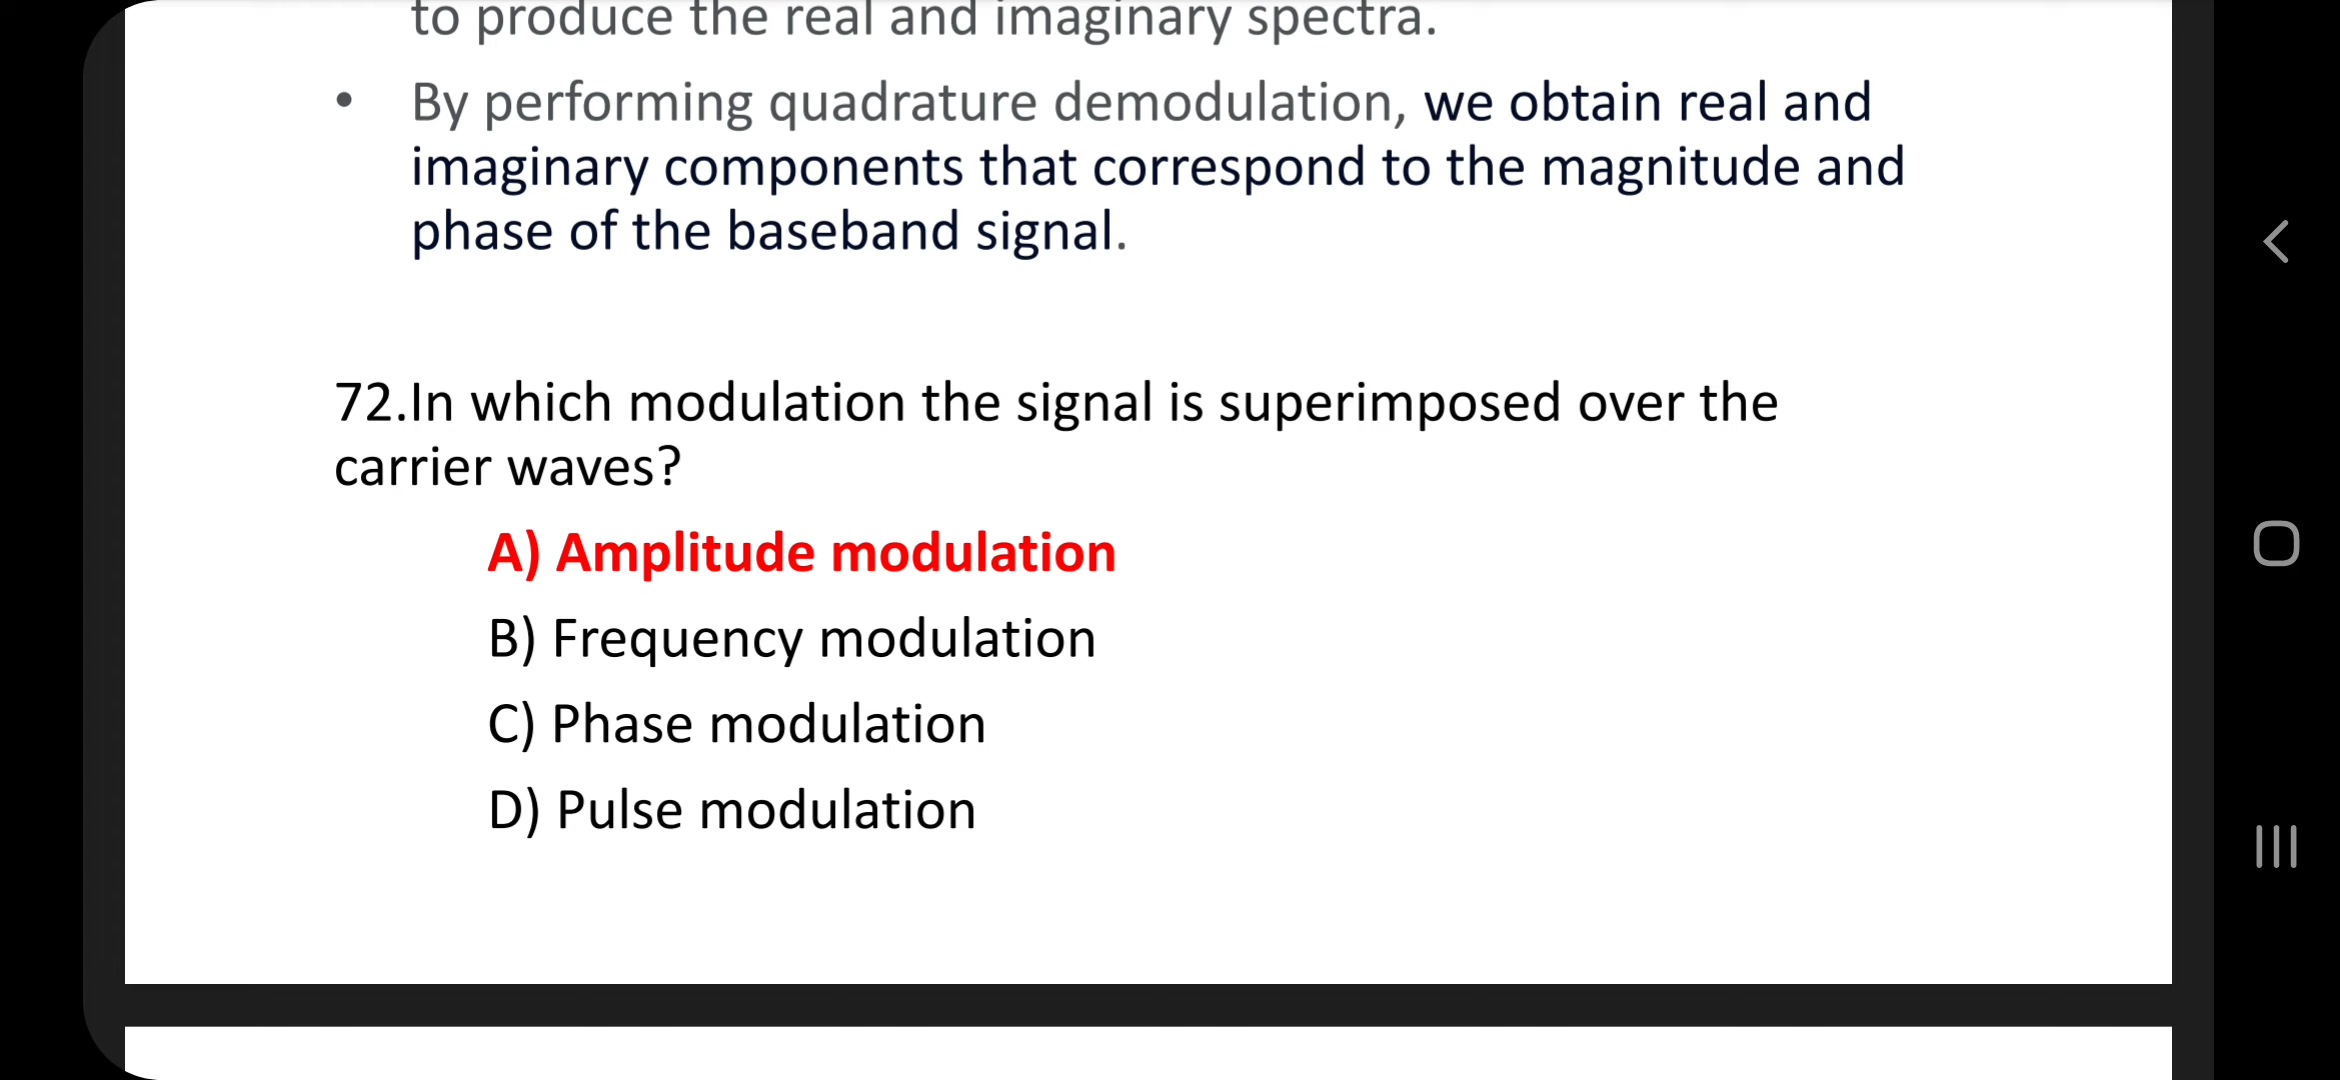 to produce the real and imaginary spectra.
• By performing quadrature demodulation, we obtain real and
imaginary components that correspond to the magnitude and
phase of the baseband signal.
72.In which modulation the signal is superimposed over the
carrier waves?
A) Amplitude modulation
B) Frequency modulation
C) Phase modulation
D) Pulse modulation